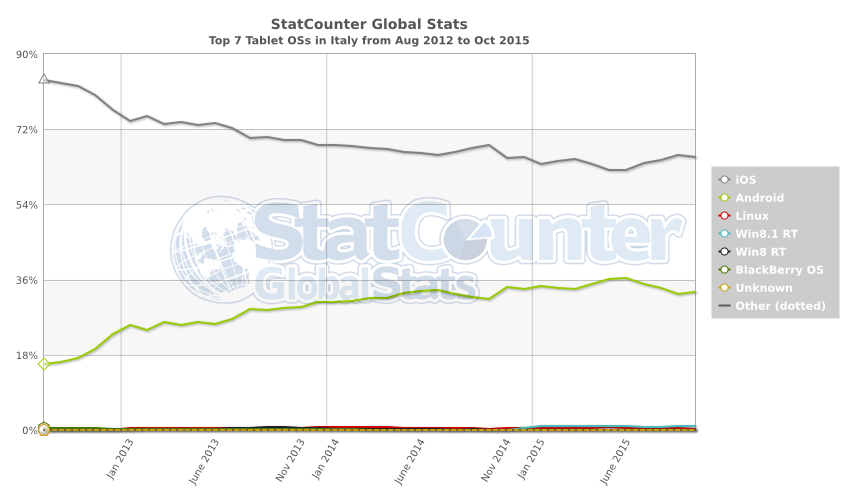 StatCounter Global Stats
Top 7 Tablet OSs in Italy from Aug 2012 to Oct 2015
90%
72%
54%
36%
18%
0%
StatCounter
GlobalStats
Jan 2013
June 2013
Nov 2013
Jan 2014
June 2014
Nov 2014
Jan 2015
June 2015
iOS
Android
Linux
Win8.1 RT
Win8 RT
BlackBerry OS
Unknown
Other (dotted)